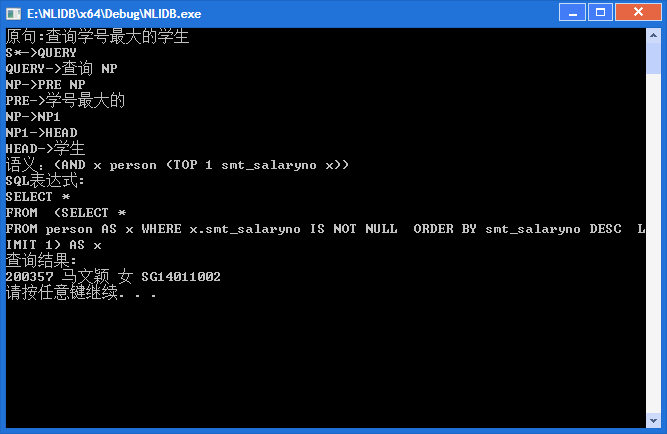 E:\NLIDB\x64\Debug\NLIDB.exe
原句:查询学号最大的学生
S*->QUERY
QUERY->查询 NP
NP->PRE NP
PRE->学号最大的
NP->NP1
NP1->HEAD
HEAD->学生
语义: (AND x person (TOP 1 smt_salaryno x))
SQL表达式:
SELECT *
FROM  (SELECT *
FROM person AS x WHERE x.smt_salaryno IS NOT NULL  ORDER BY smt_salaryno DESC  L
IMIT 1) AS x
查询结果:
200357 马文颖 女 SG14011002
请按任意键继续. . .